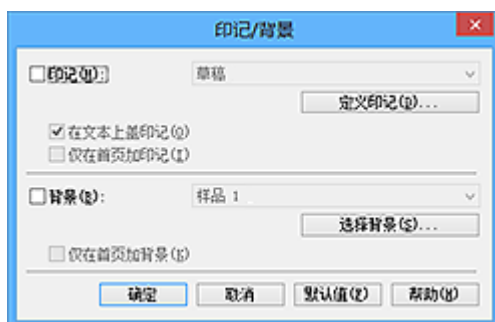 印记/背景
印记(W): 草稿
定义印记(D)...
在文本上盖印记(O)
仅在首页加印记(I)
背景(B): 样品 1
选择背景(S)...
仅在首页加背景(K)
确定 取消 默认值(F) 帮助(H)